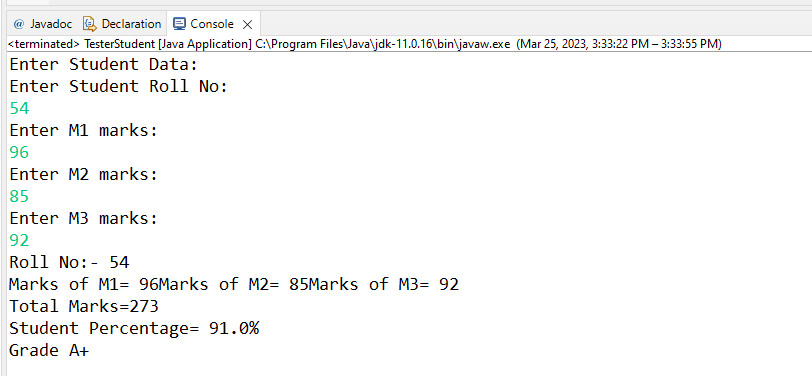 @ Javadoc Declaration Console
<terminated> TesterStudent [Java Application] C:\Program Files\Java\jdk-11.0.16\bin\javaw.exe (Mar 25, 2023, 3:33:22 PM – 3:33:55 PM)
Enter Student Data:
Enter Student Roll No:
54
Enter M1 marks:
96
Enter M2 marks:
85
Enter M3 marks:
92
Roll No:- 54
Marks of M1= 96Marks of M2= 85Marks of M3= 92
Total Marks=273
Student Percentage= 91.0%
Grade A+